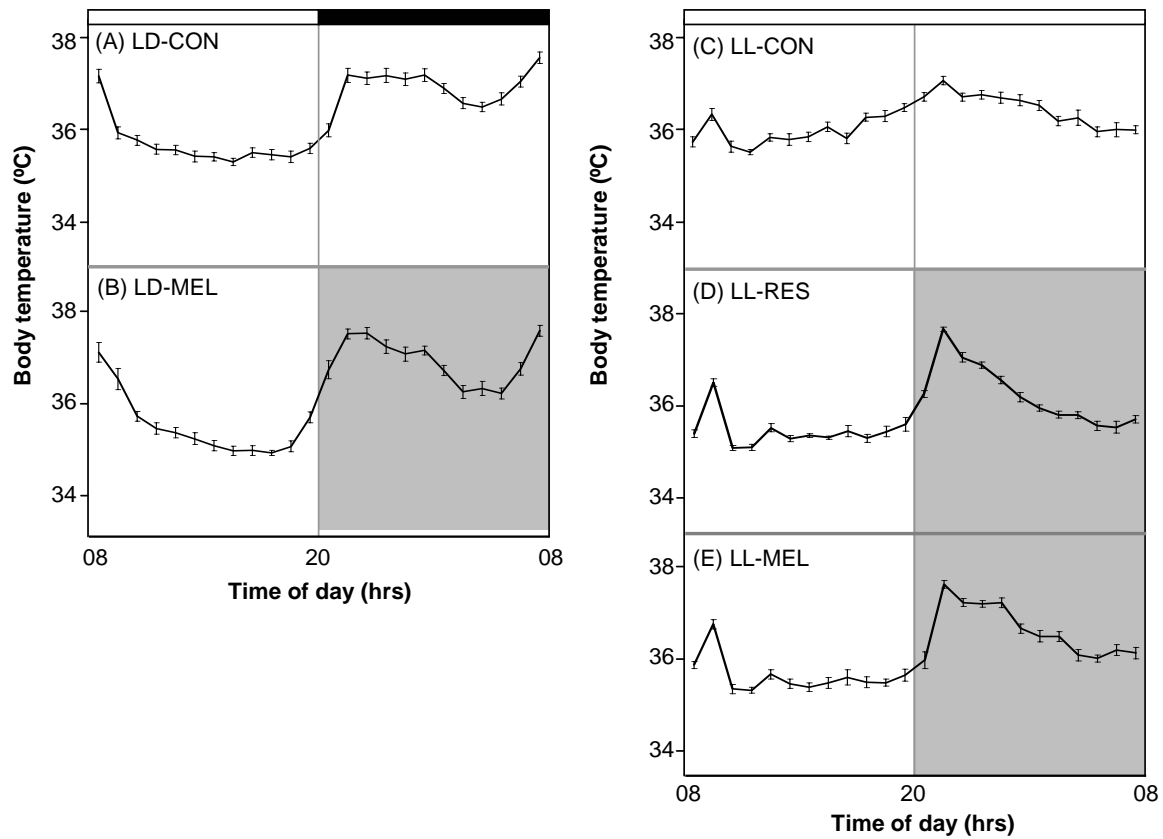 (A) LD-CON
38
36
34
Body temperature (ºC)
(B) LD-MEL
38
36
34
08
20
08
Time of day (hrs)
(C) LL-CON
38
36
34
Body temperature (ºC)
(D) LL-RES
38
36
34
(E) LL-MEL
38
36
34
08
20
08
Time of day (hrs)